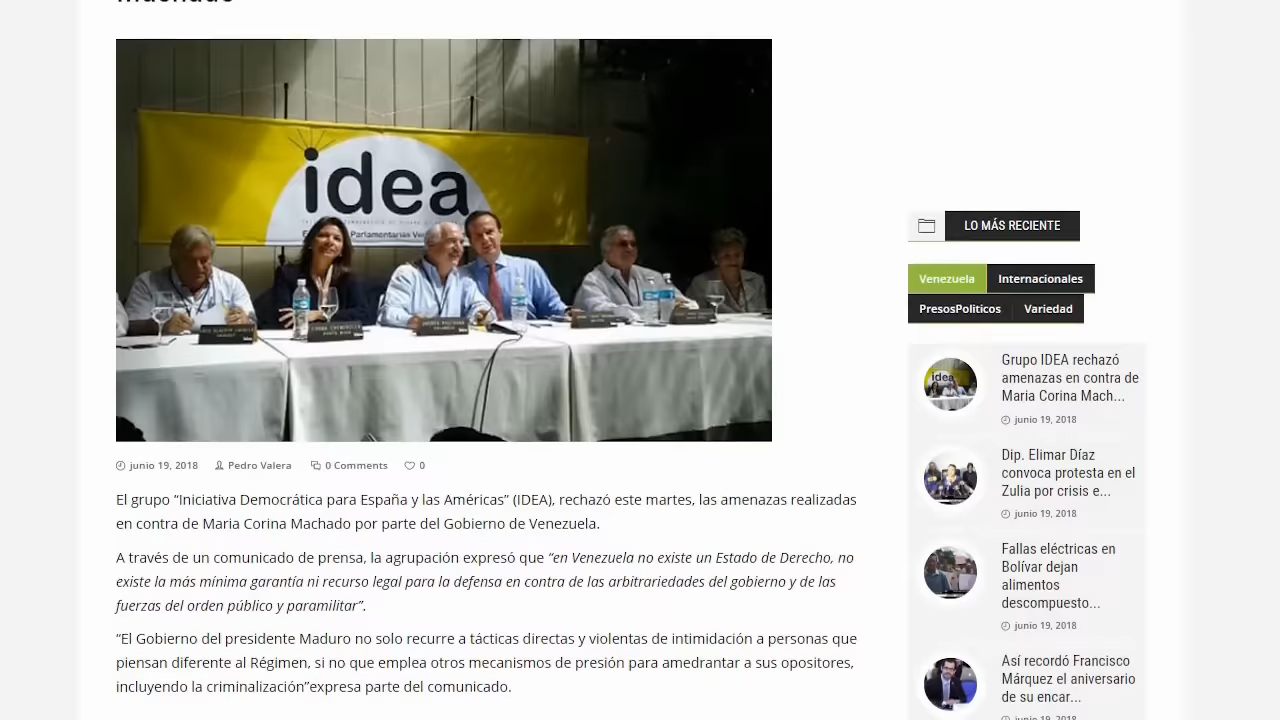 idea
Parlamentarias
LO MÁS RECIENTE
Venezuela
Internacionales
PresosPoliticos
Variedad
Grupo IDEA rechazó
amenazas en contra de
Maria Corina Mach...
junio 19, 2018
Dip. Elimar Díaz
convoca protesta en el
Zulia por crisis e...
junio 19, 2018
Fallas eléctricas en
Bolívar dejan
alimentos
descompuesto...
junio 19, 2018
Así recordó Francisco
Márquez el aniversario
de su encar...
junio 19, 2018
junio 19, 2018 Pedro Valera 0 Comments 0
El grupo “Iniciativa Democrática para España y las Américas” (IDEA), rechazó este martes, las amenazas realizadas
en contra de Maria Corina Machado por parte del Gobierno de Venezuela.
A través de un comunicado de prensa, la agrupación expresó que “en Venezuela no existe un Estado de Derecho, no
existe la más mínima garantía ni recurso legal para la defensa en contra de las arbitrariedades del gobierno y de las
fuerzas del orden público y paramilitar”.
“El Gobierno del presidente Maduro no solo recurre a tácticas directas y violentas de intimidación a personas que
piensan diferente al Régimen, si no que emplea otros mecanismos de presión para amedrantar a sus opositores,
incluyendo la criminalización”expresa parte del comunicado.